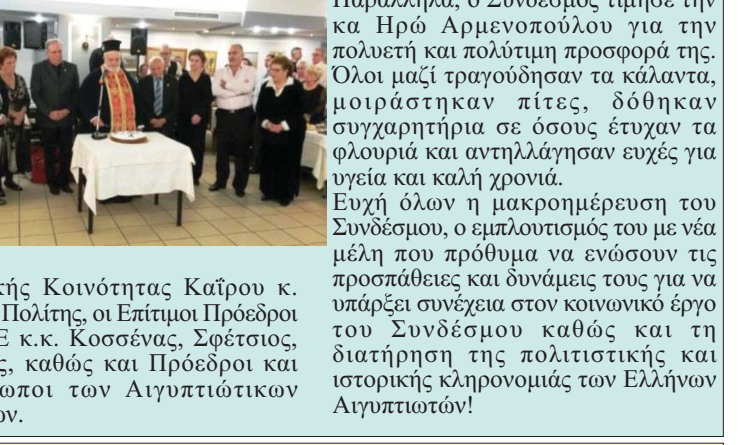 κής Κοινότητας Καΐρου κ.
Πολίτης, οι Επίτιμοι Πρόεδροι
Ε κ.κ. Κοσσένας, Σφέτσιος,
ς, καθώς και Πρόεδροι και
ωποι των Αιγυπτιώτικων
ων.
Παράλληλα, ο Σύνδεσμος τίμησε την
κα Ηρώ Αρμενοπούλου για την
πολυετή και πολύτιμη προσφορά της.
Όλοι μαζί τραγούδησαν τα κάλαντα,
μοιράστηκαν πίτες, δόθηκαν
συγχαρητήρια σε όσους έτυχαν τα
φλουριά και αντηλλάγησαν ευχές για
υγεία και καλή χρονιά.
Ευχή όλων η μακροημέρευση του
Συνδέσμου, ο εμπλουτισμός του με νέα
μέλη που πρόθυμα να ενώσουν τις
προσπάθειες και δυνάμεις τους για να
υπάρξει συνέχεια στον κοινωνικό έργο
του Συνδέσμου καθώς και τη
διατήρηση της πολιτιστικής και
ιστορικής κληρονομιάς των Ελλήνων
Αιγυπτιωτών!